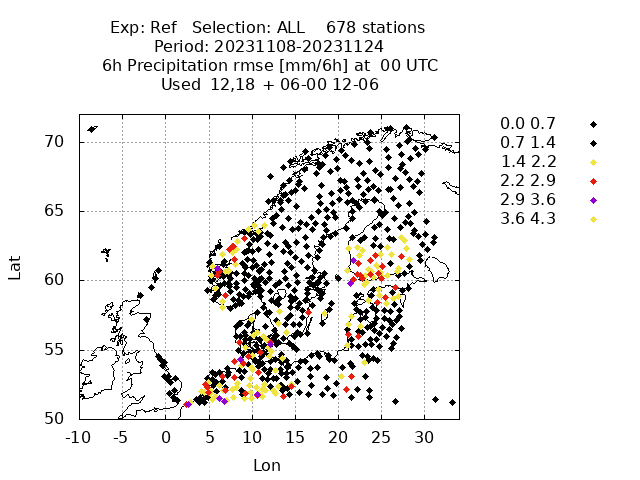 Exp: Ref   Selection: ALL    678 stations
Period: 20231108-20231124
6h Precipitation rmse [mm/6h] at  00 UTC
Used  12,18  + 06-00 12-06
0.0 0.7
0.7 1.4
1.4 2.2
2.2 2.9
2.9 3.6
3.6 4.3
70
65
60
55
50
Lat
-10 -5 0 5 10 15 20 25 30
Lon